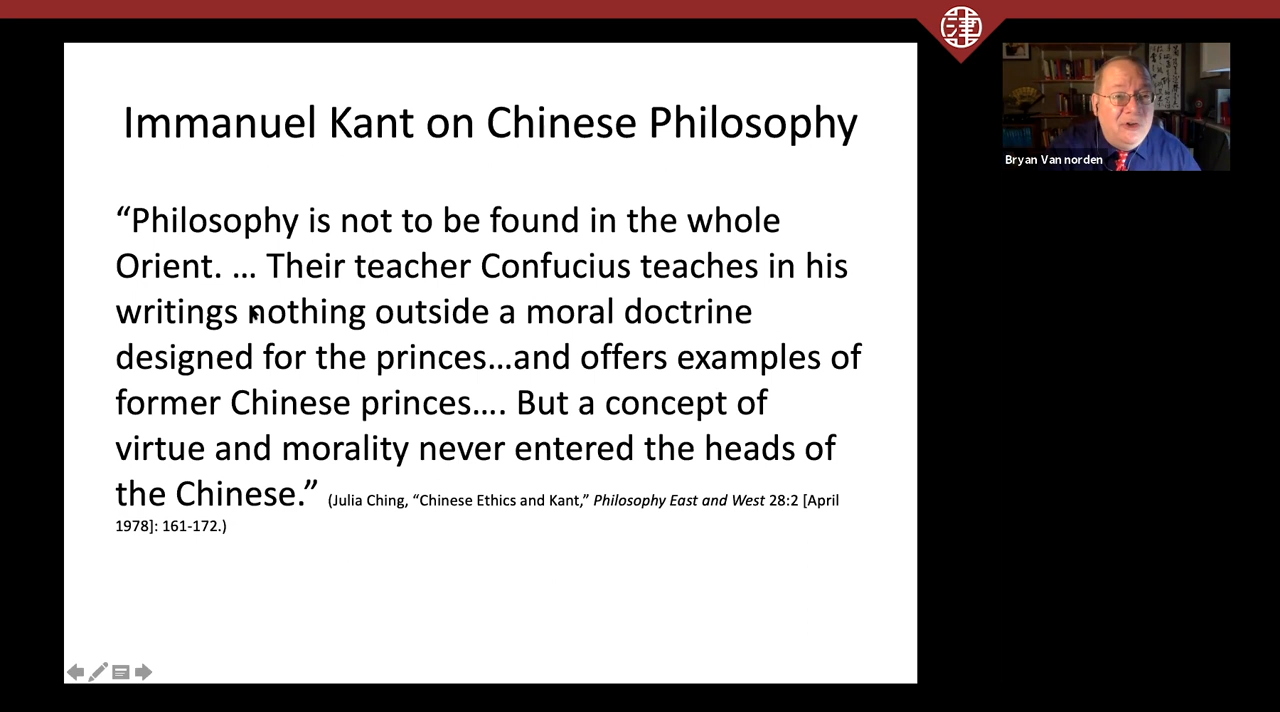 Immanuel Kant on Chinese Philosophy
“Philosophy is not to be found in the whole
Orient. … Their teacher Confucius teaches in his
writings nothing outside a moral doctrine
designed for the princes…and offers examples of
former Chinese princes…. But a concept of
virtue and morality never entered the heads of
the Chinese.” (Julia Ching, “Chinese Ethics and Kant,” Philosophy East and West 28:2 [April
1978]: 161-172.)
Bryan Van norden